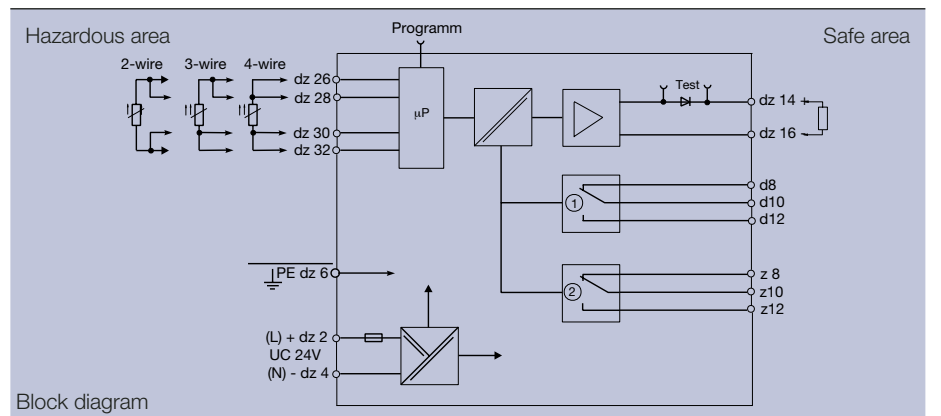 Programm
Hazardous area
Safe area
2-wire 3-wire 4-wire
dz 26
dz 28
dz 30
dz 32
µP
Test
dz 14 +
dz 16 -
d8
d10
d12
1
PE dz 6
z 8
z10
z12
2
(L) + dz 2
UC 24V
(N) - dz 4
Block diagram